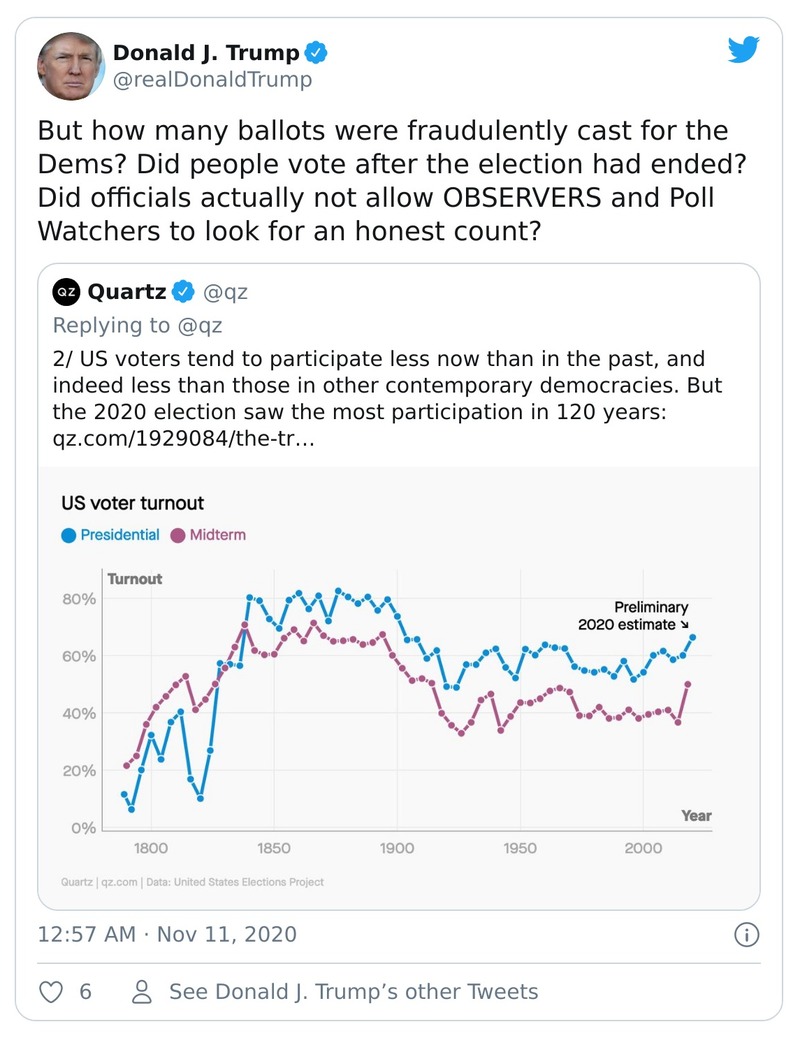 Donald J. Trump
@realDonaldTrump
But how many ballots were fraudulently cast for the
Dems? Did people vote after the election had ended?
Did officials actually not allow OBSERVERS and Poll
Watchers to look for an honest count?
QZ
Quartz @qz
Replying to @qz
2/ US voters tend to participate less now than in the past, and
indeed less than those in other contemporary democracies. But
the 2020 election saw the most participation in 120 years:
qz.com/1929084/the-tr…
US voter turnout
Presidential Midterm
Turnout
80%
60%
40%
20%
0%
Preliminary
2020 estimate ↘
Year
1800 1850 1900 1950 2000
Quartz | qz.com | Data: United States Elections Project
12:57 AM · Nov 11, 2020
6 See Donald J. Trump’s other Tweets